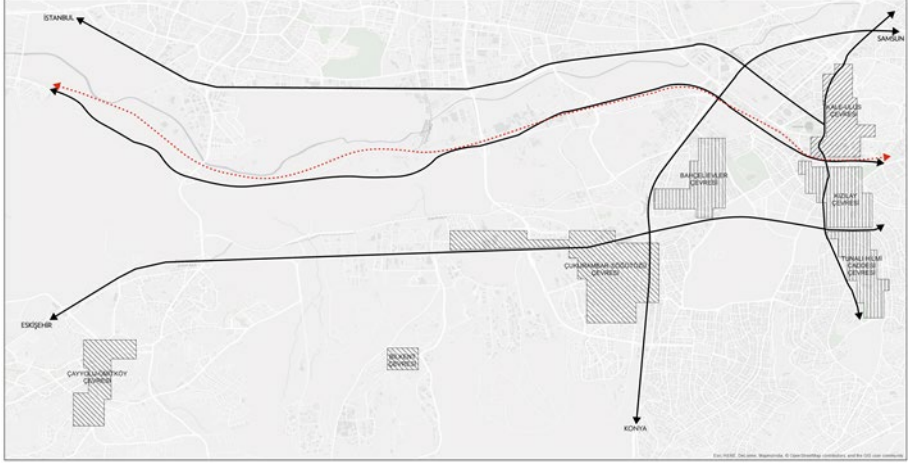 İSTANBUL
SAMSUN
KALE-ULUS
ÇEVRESİ
BAHÇELİEVLER
ÇEVRESİ
KIZILAY
ÇEVRESİ
TUNALI HİLMİ
CADDESİ
ÇEVRESİ
ÇUKURAMBAR-SÖĞÜTÖZÜ
ÇEVRESİ
ESKİŞEHİR
BİLKENT
ÇEVRESİ
ÇAYYOLU-ÜMİTKÖY
ÇEVRESİ
KONYA